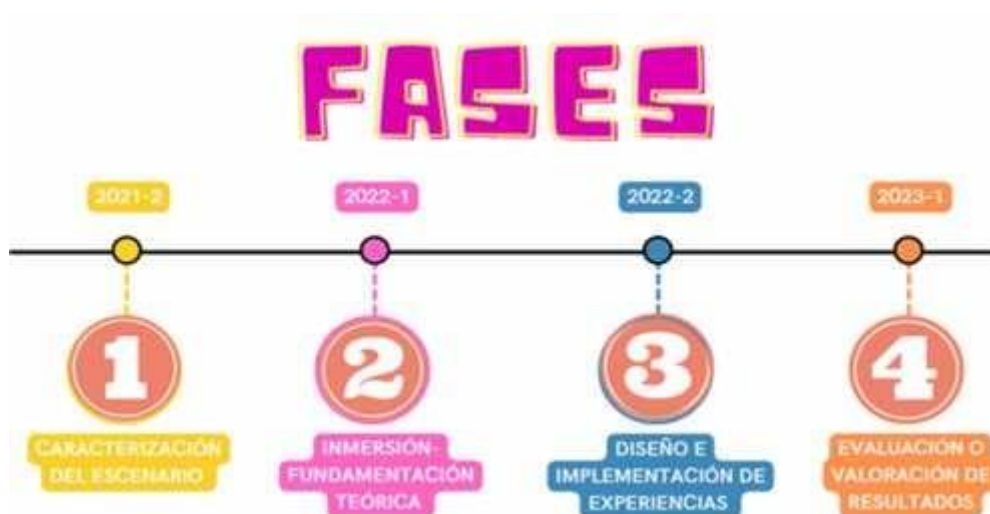 FASES
2021-2
2022-1
2022-2
2023-1
1
2
3
4
CARACTERIZACIÓN
DEL ESCENARIO
INMERSIÓN-
FUNDAMENTACIÓN
TEÓRICA
DISEÑO E
IMPLEMENTACIÓN DE
EXPERIENCIAS
EVALUACIÓN O
VALORACIÓN DE
RESULTADOS